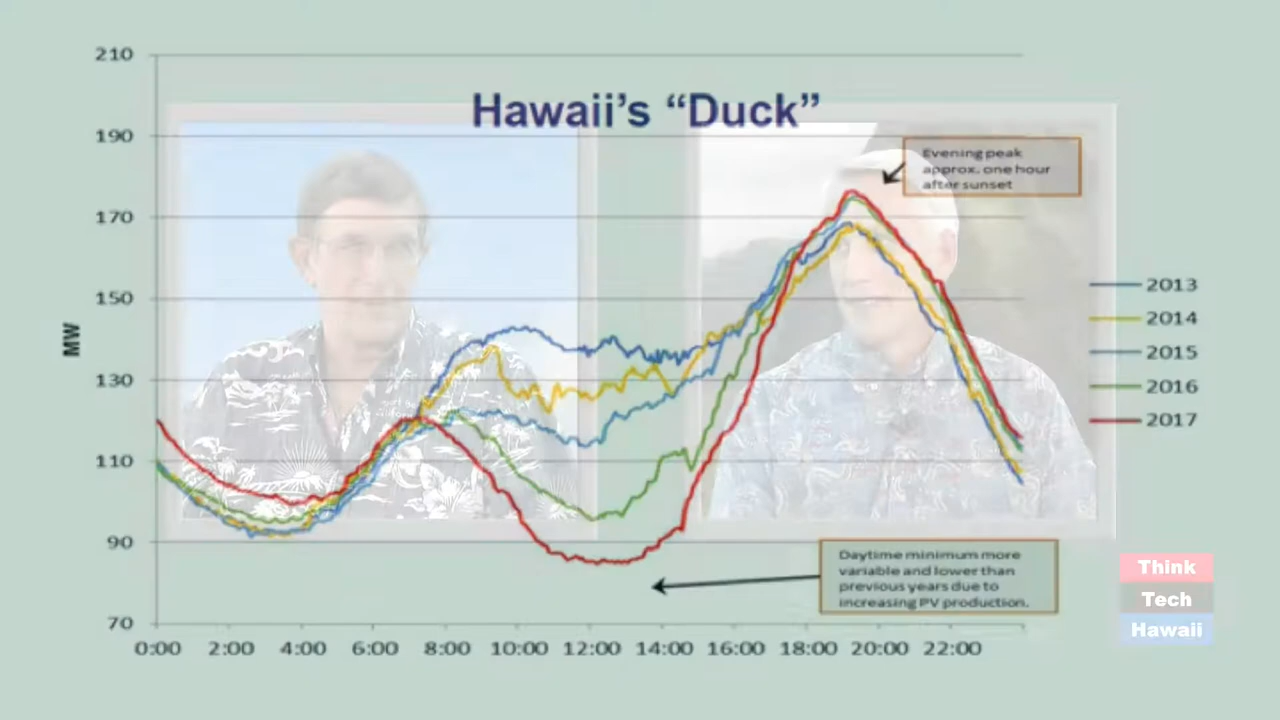 Hawaii's “Duck”
210
190
170
150
130
110
90
70
MW
0:00 2:00 4:00 6:00 8:00 10:00 12:00 14:00 16:00 18:00 20:00 22:00
Evening peak
approx. one hour
after sunset
2013
2014
2015
2016
2017
Daytime minimum more
variable and lower than
previous years due to
increasing PV production.
Think
Tech
Hawaii